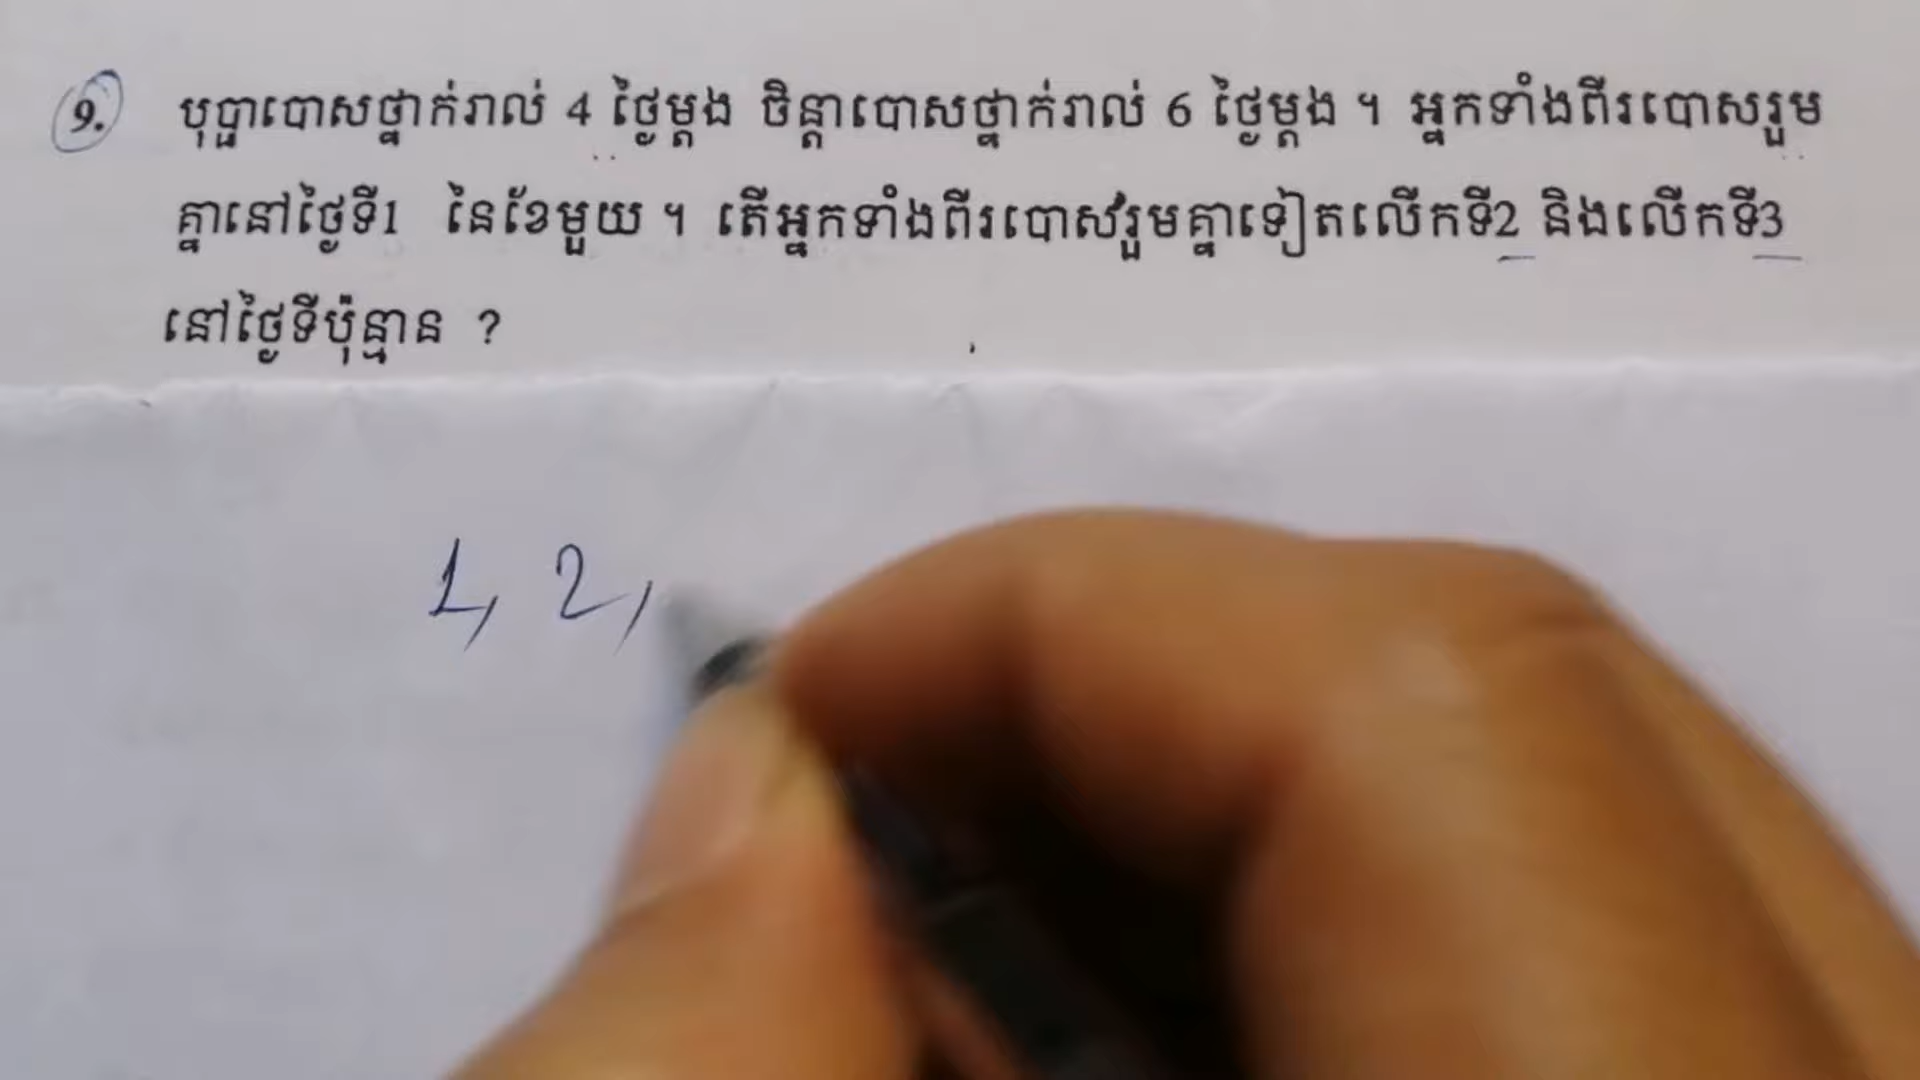 9. បុប្ផាបោសថ្នាក់រាល់ 4 ថ្ងៃម្តង ចិន្តាបោសថ្នាក់រាល់ 6 ថ្ងៃម្តង ។ អ្នកទាំងពីរបោសរួម
គ្នានៅថ្ងៃទី1 នៃខែមួយ ។ តើអ្នកទាំងពីរបោសរួមគ្នាទៀតលើកទី2 និងលើកទី3
នៅថ្ងៃទីប៉ុន្មាន ?
1, 2,